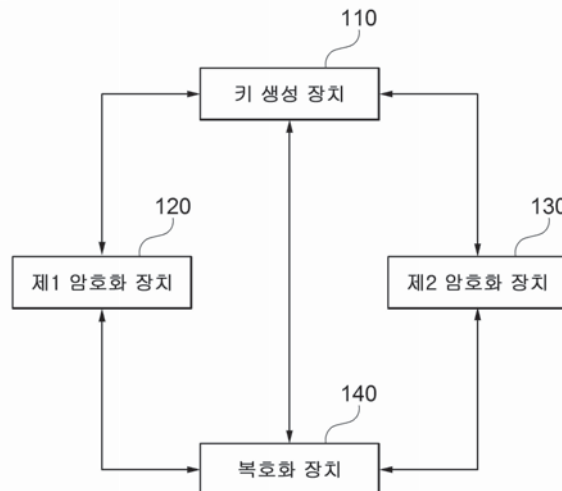 110
키 생성 장치
120
130
제1 암호화 장치
제2 암호화 장치
140
복호화 장치